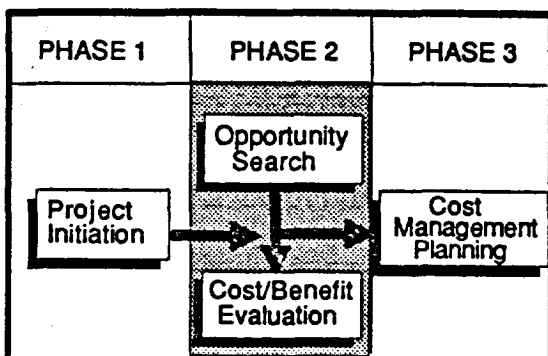 PHASE 1
PHASE 2
PHASE 3
Opportunity
Search
Project
Initiation
Cost
Management
Planning
Cost/Benefit
Evaluation